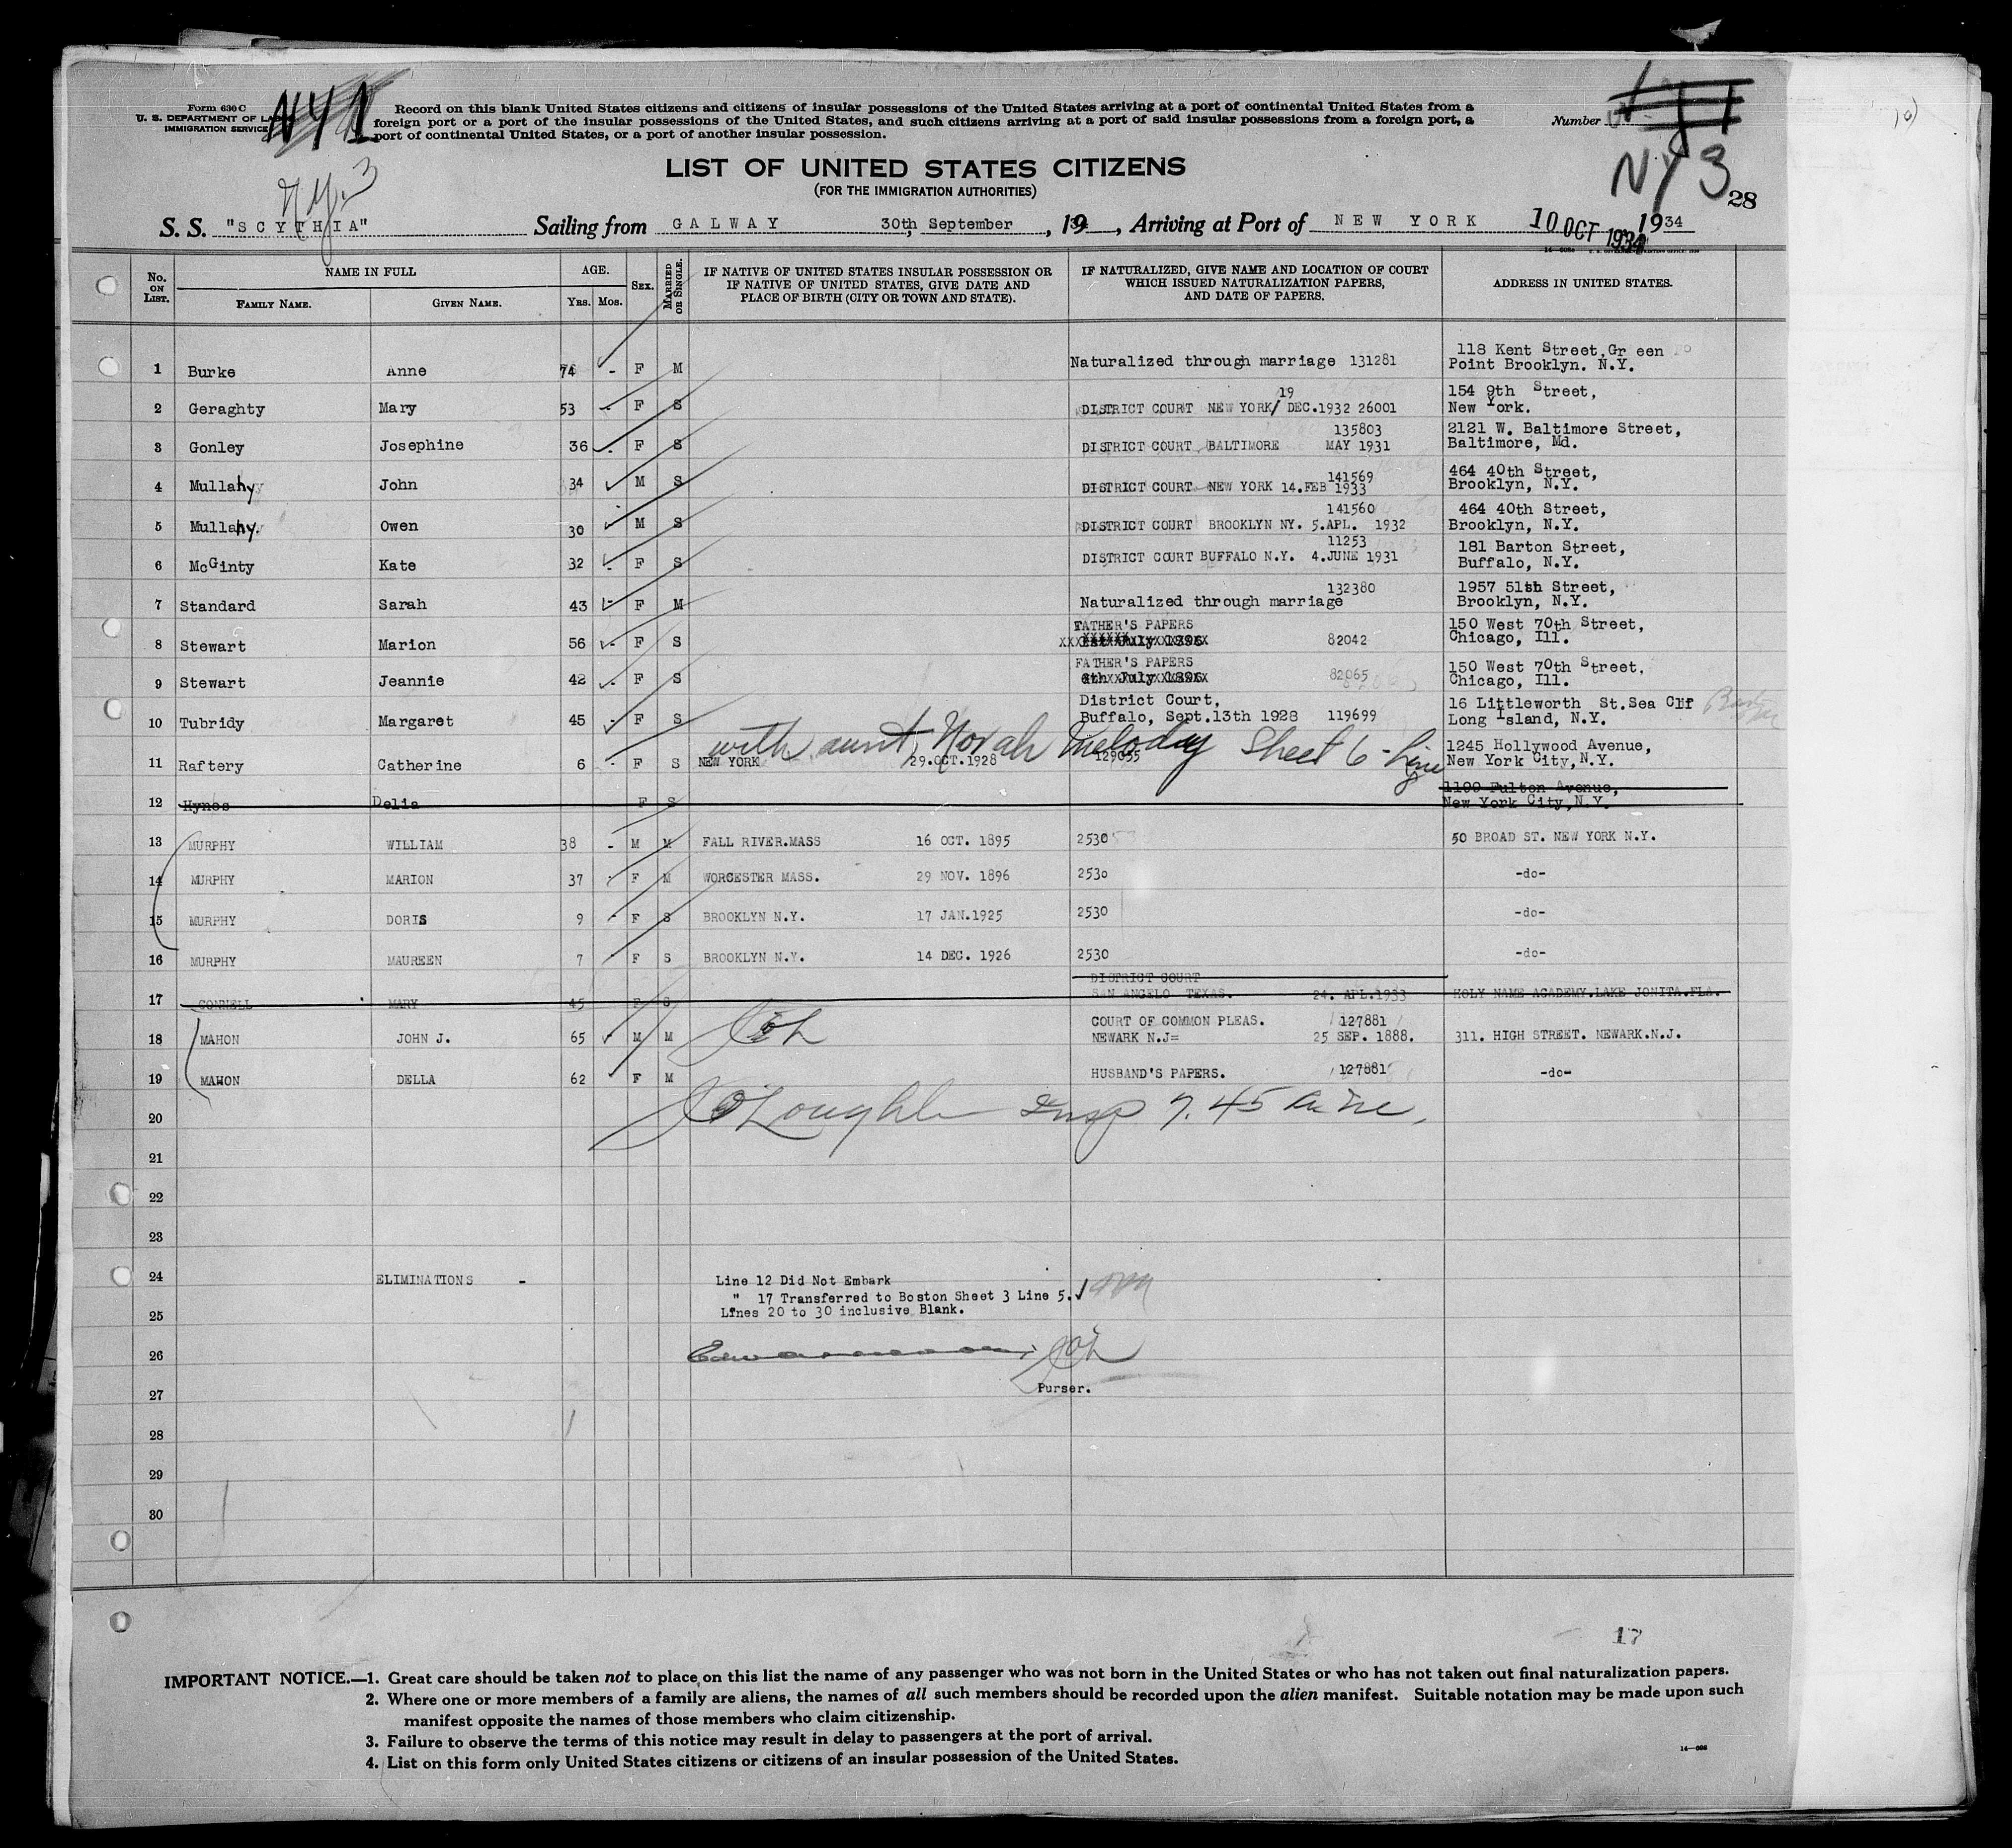 Form 630 C
U. S. DEPARTMENT OF LABOR
IMMIGRATION SERVICE
NY 1
N.Y. 3
Record on this blank United States citizens and citizens of insular possessions of the United States arriving at a port of continental United States from a
foreign port or a port of the insular possessions of the United States, and such citizens arriving at a port of said insular possessions from a foreign port, a
port of continental United States, or a port of another insular possession.
Number
NY 3
28
LIST OF UNITED STATES CITIZENS
(FOR THE IMMIGRATION AUTHORITIES)
S. S. "SCYTHIA" Sailing from GALWAY 30th September, 1934, Arriving at Port of NEW YORK 10 OCT 1934 1934
No. ON LIST. NAME IN FULL FAMILY NAME. GIVEN NAME. AGE. Yrs. Mos. SEX. MARRIED OR SINGLE. IF NATIVE OF UNITED STATES INSULAR POSSESSION OR IF NATIVE OF UNITED STATES, GIVE DATE AND PLACE OF BIRTH (CITY OR TOWN AND STATE). IF NATURALIZED, GIVE NAME AND LOCATION OF COURT WHICH ISSUED NATURALIZATION PAPERS, AND DATE OF PAPERS. ADDRESS IN UNITED STATES.
1 Burke Anne 74 - F M Naturalized through marriage 131281 118 Kent Street,Gr een Point Brooklyn. N.Y.
2 Geraghty Mary 53 - F S DISTRICT COURT NEW YORK/ 19 DEC.1932 26001 154 9th Street, New York.
3 Gonley Josephine 36 - F S DISTRICT COURT BALTIMORE 135803 MAY 1931 2121 W. Baltimore Street, Baltimore, Md.
4 Mullahy John 34 M S DISTRICT COURT NEW YORK 14.FEB 1933 141569 464 40th Street, Brooklyn, N.Y.
5 Mullahy. Owen 30 M S DISTRICT COURT BROOKLYN NY. 5.APL. 1932 141560 464 40th Street, Brooklyn, N.Y.
6 McGinty Kate 32 - F S DISTRICT COURT BUFFALO N.Y. 4.JUNE 1931 11253 181 Barton Street, Buffalo, N.Y.
7 Standard Sarah 43 - F M Naturalized through marriage 132380 1957 51st Street, Brooklyn, N.Y.
8 Stewart Marion 56 - F S FATHER'S PAPERS July 1896 82042 150 West 70th Street, Chicago, Ill.
9 Stewart Jeannie 42 - F S FATHER'S PAPERS 6th July 1896 82065 150 West 70th Street. Chicago, Ill.
10 Tubridy Margaret 45 - F S District Court, Buffalo, Sept.13th 1928 119699 16 Littleworth St.Sea Clif Long Island, N.Y.
with aunt, Norah Melody Sheet 6 - Line 8
11 Raftery Catherine 6 - F S NEW YORK 29.OCT.1928 129055 1245 Hollywood Avenue, New York City, N.Y.
12 Hynes Delia F S 1199 Fulton Avenue, New York City, N.Y.
13 MURPHY WILLIAM 38 - M M FALL RIVER.MASS 16 OCT. 1895 2530 50 BROAD ST. NEW YORK N.Y.
14 MURPHY MARION 37 - F M WORCESTER MASS. 29 NOV. 1896 2530 -do-
15 MURPHY DORIS 9 - F S BROOKLYN N.Y. 17 JAN.1925 2530 -do-
16 MURPHY MAUREEN 7 - F S BROOKLYN N.Y. 14 DEC. 1926 2530 -do-
17 CONNELL MARY 45 F S DISTRICT COURT SAN ANGELO TEXAS. 24. APL.1933 HOLY NAME ACADEMY.LAKE JONITA.FLA.
18 MAHON JOHN J. 65 - M M COURT OF COMMON PLEAS. NEWARK N.J= 127881 25 SEP. 1888. 311. HIGH STREET. NEWARK.N.J.
19 MAHON DELLA 62 F M HUSBAND'S PAPERS. 127881 -do-
20 O'Loughlin Insp 9.45
21
22
23
24 ELIMINATIONS - Line 12 Did Not Embark
" 17 Transferred to Boston Sheet 3 Line 5.
25 Lines 20 to 30 inclusive Blank.
26
27 Purser.
28
29
30
17
IMPORTANT NOTICE.—1. Great care should be taken not to place on this list the name of any passenger who was not born in the United States or who has not taken out final naturalization papers.
2. Where one or more members of a family are aliens, the names of all such members should be recorded upon the alien manifest. Suitable notation may be made upon such
manifest opposite the names of those members who claim citizenship.
3. Failure to observe the terms of this notice may result in delay to passengers at the port of arrival.
4. List on this form only United States citizens or citizens of an insular possession of the United States.